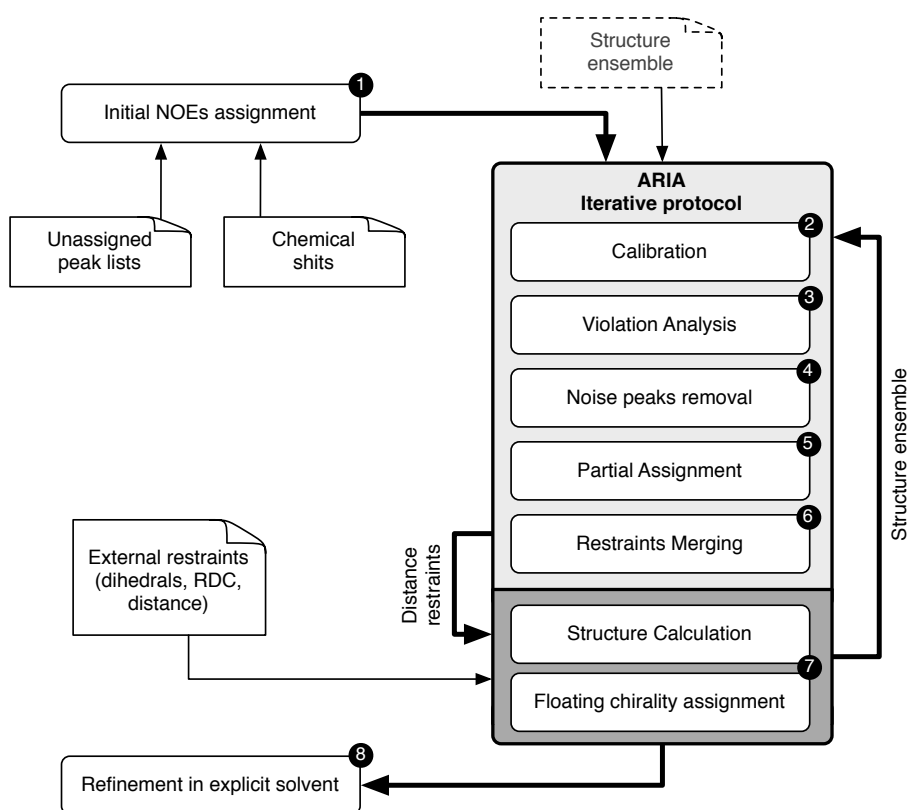 Structure
ensemble
1
Initial NOEs assignment
Unassigned
peak lists
Chemical
shits
ARIA
Iterative protocol
2
Calibration
3
Violation Analysis
4
Noise peaks removal
5
Partial Assignment
6
Restraints Merging
Structure ensemble
Distance
restraints
External restraints
(dihedrals, RDC,
distance)
Structure Calculation
7
Floating chirality assignment
8
Refinement in explicit solvent